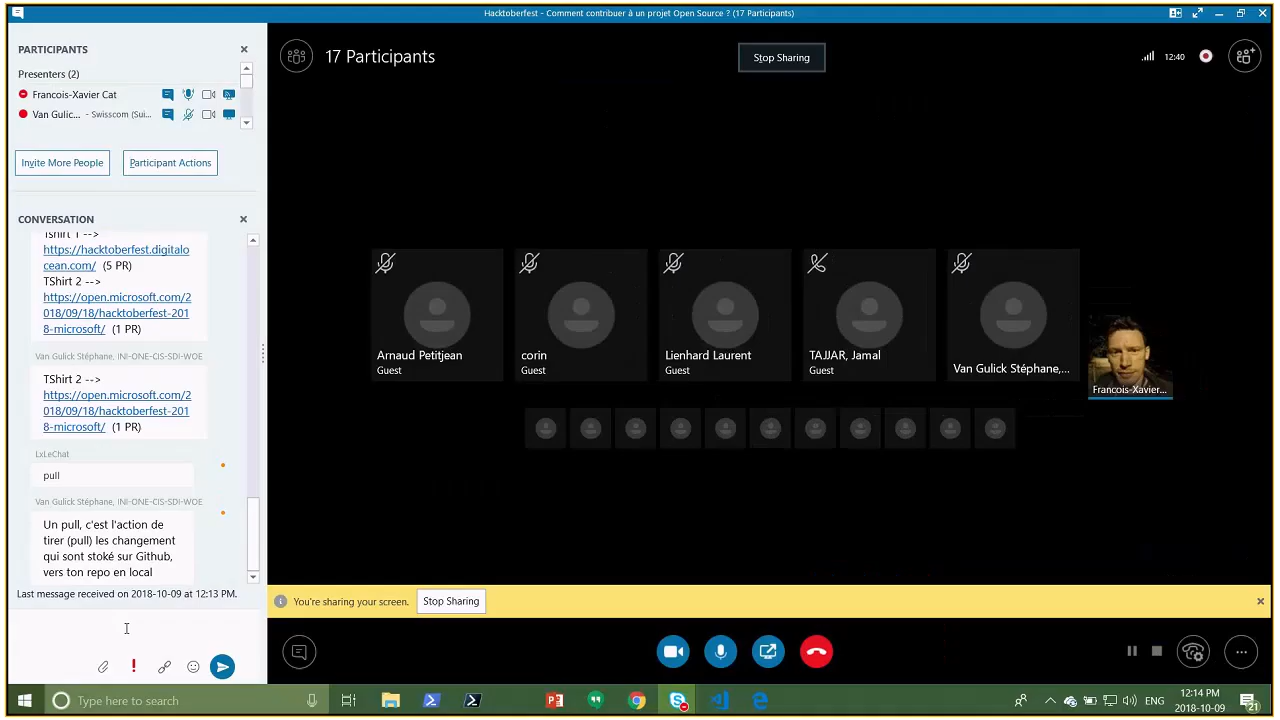 Hacktoberfest - Comment contribuer à un projet Open Source ? (17 Participants)
PARTICIPANTS
Presenters (2)
Francois-Xavier Cat
Van Gulic... - Swisscom (Sui...
Invite More People
Participant Actions
CONVERSATION
TShirt 1 -->
https://hacktoberfest.digitalo
cean.com/ (5 PR)
TShirt 2 -->
https://open.microsoft.com/2
018/09/18/hacktoberfest-201
8-microsoft/ (1 PR)
Van Gulick Stéphane, INI-ONE-CIS-SDI-WOE
TShirt 2 -->
https://open.microsoft.com/2
018/09/18/hacktoberfest-201
8-microsoft/ (1 PR)
LxLeChat
pull
Van Gulick Stéphane, INI-ONE-CIS-SDI-WOE
Un pull, c'est l'action de
tirer (pull) les changement
qui sont stoké sur Github,
vers ton repo en local
Last message received on 2018-10-09 at 12:13 PM.
17 Participants
Stop Sharing
12:40
Arnaud Petitjean
Guest
corin
Guest
Lienhard Laurent
Guest
TAJJAR, Jamal
Guest
Van Gulick Stéphane,...
Francois-Xavier...
You're sharing your screen.
Stop Sharing
Type here to search
ENG
12:14 PM
2018-10-09
21